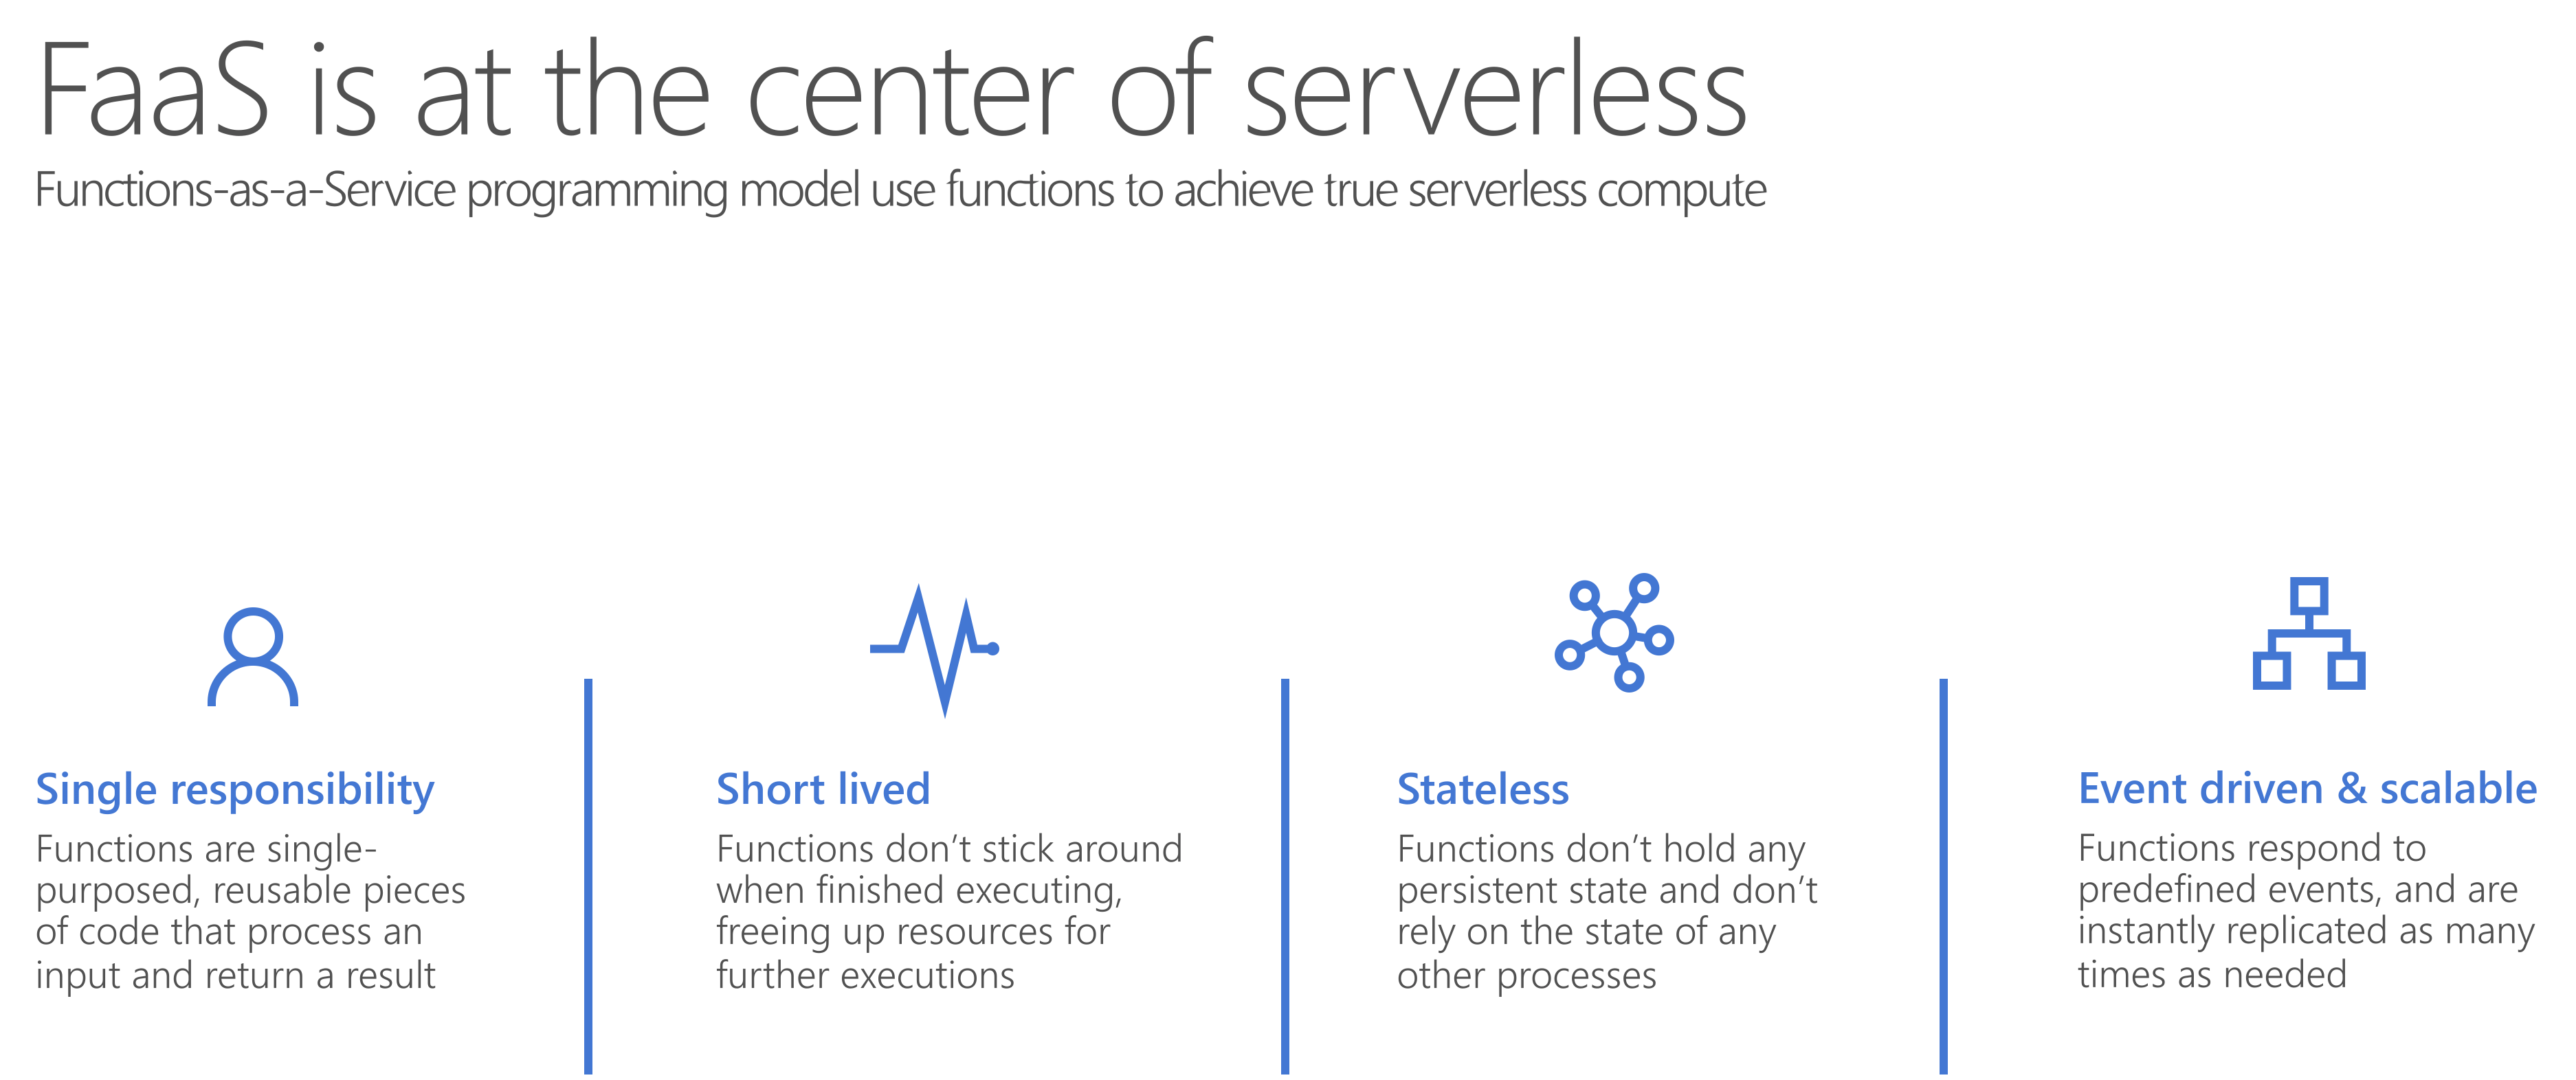 FaaS is at the center of serverless
Functions-as-a-Service programming model use functions to achieve true serverless compute
Single responsibility
Functions are single-
purposed, reusable pieces
of code that process an
input and return a result
Short lived
Functions don’t stick around
when finished executing,
freeing up resources for
further executions
Stateless
Functions don’t hold any
persistent state and don’t
rely on the state of any
other processes
Event driven & scalable
Functions respond to
predefined events, and are
instantly replicated as many
times as needed